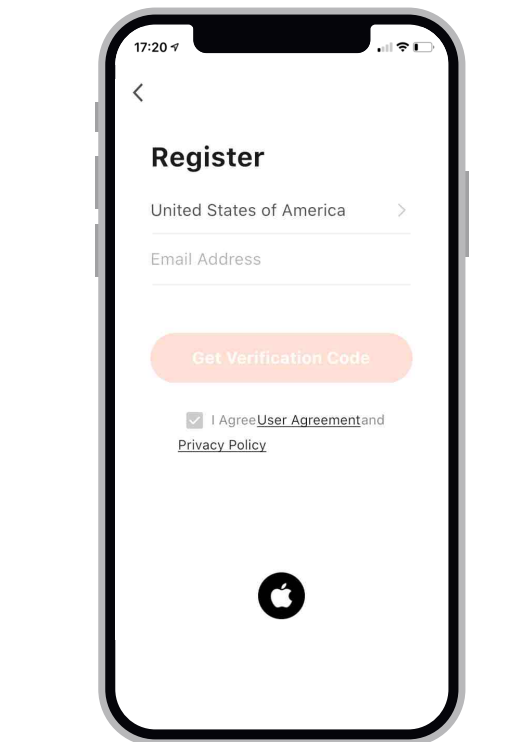 17:20
Register
United States of America
Email Address
Get Verification Code
I Agree User Agreement and
Privacy Policy